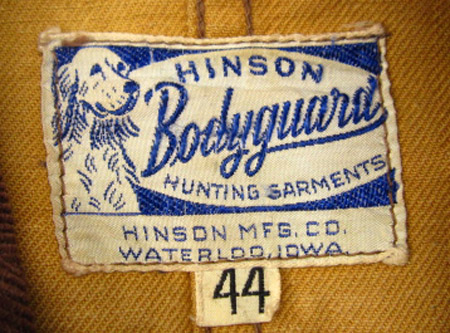 HINSON
Bodyguard
HUNTING GARMENTS
HINSON MFG. CO.
WATERLOO, IOWA.
44